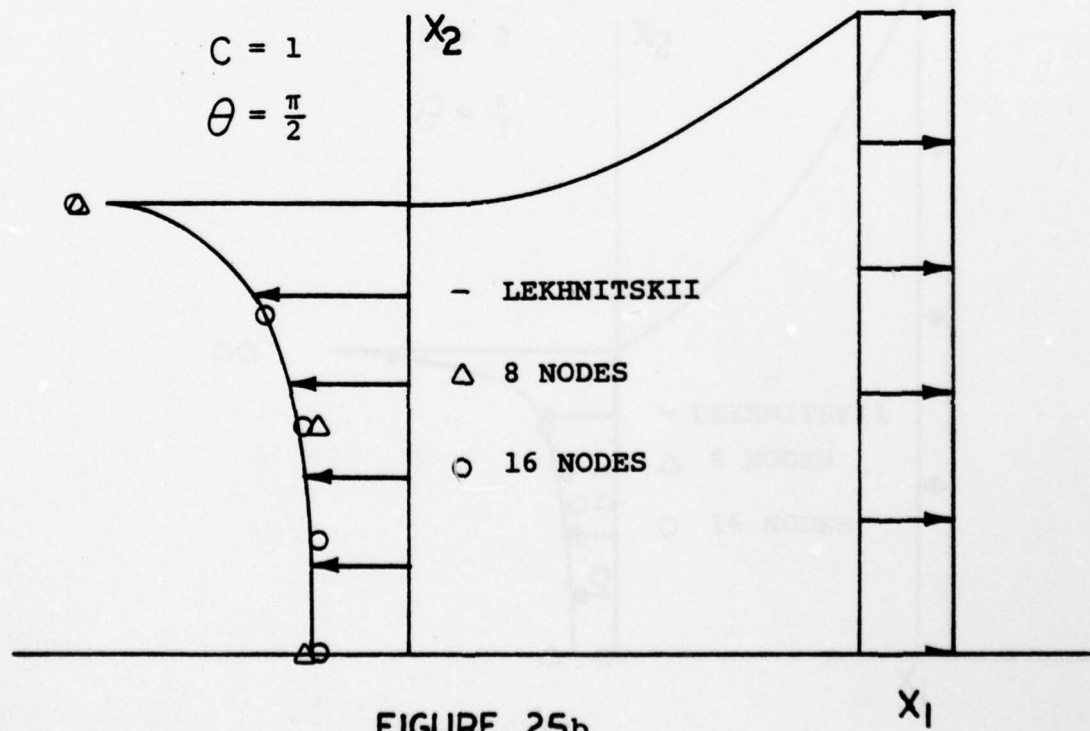 C = 1
θ = π/2
X2
— LEKHNITSKII
△ 8 NODES
○ 16 NODES
X1
FIGURE 25b